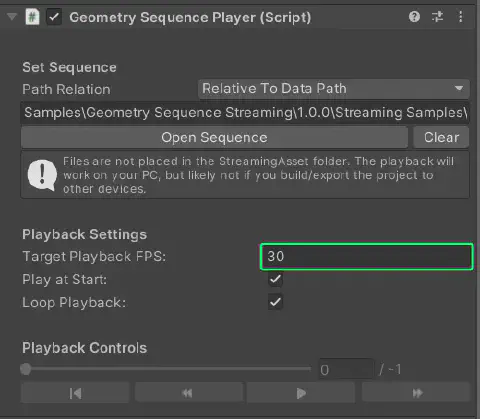 Geometry Sequence Player (Script)
Set Sequence
Path Relation
Relative To Data Path
Samples\Geometry Sequence Streaming\1.0.0\Streaming Samples\
Open Sequence
Clear
Files are not placed in the StreamingAsset folder. The playback will
work on your PC, but likely not if you build/export the project to
other devices.
Playback Settings
Target Playback FPS:
30
Play at Start:
Loop Playback:
Playback Controls
0
/ -1